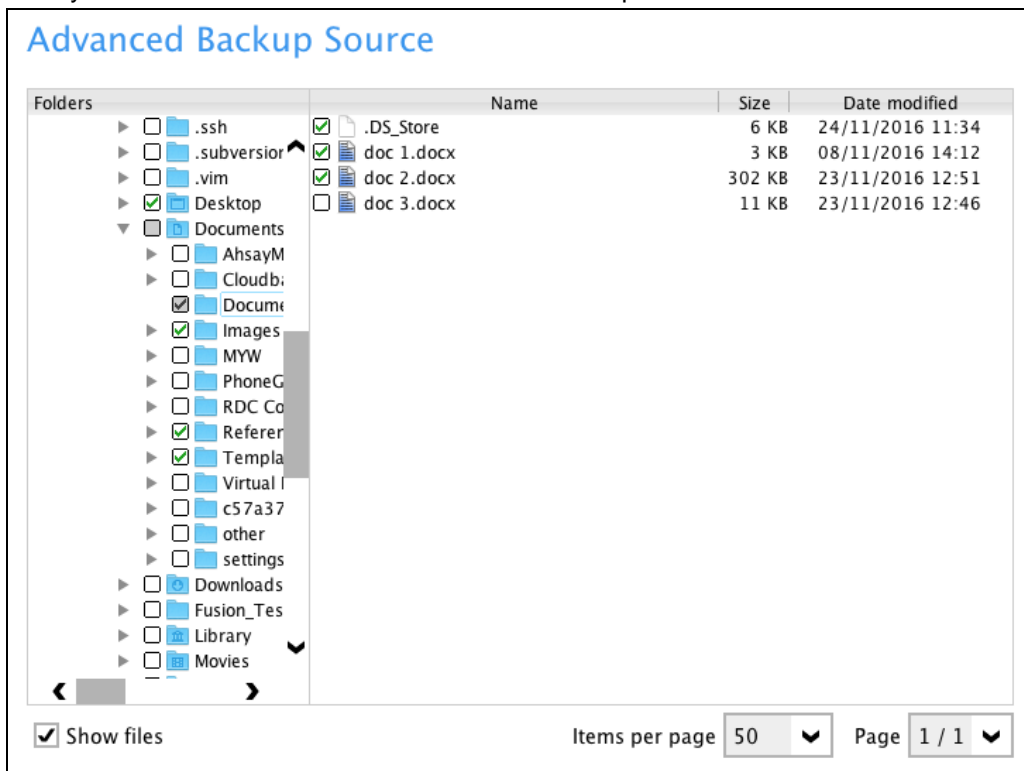 Advanced Backup Source
Folders Name Size Date modified
.ssh .DS_Store 6 KB 24/11/2016 11:34
.subversior doc 1.docx 3 KB 08/11/2016 14:12
.vim doc 2.docx 302 KB 23/11/2016 12:51
Desktop doc 3.docx 11 KB 23/11/2016 12:46
Documents
AhsayM
Cloudba
Docume
Images
MYW
PhoneG
RDC Co
Referer
Templa
Virtual
c57a37
other
settings
Downloads
Fusion_Tes
Library
Movies
Show files Items per page 50 Page 1 / 1